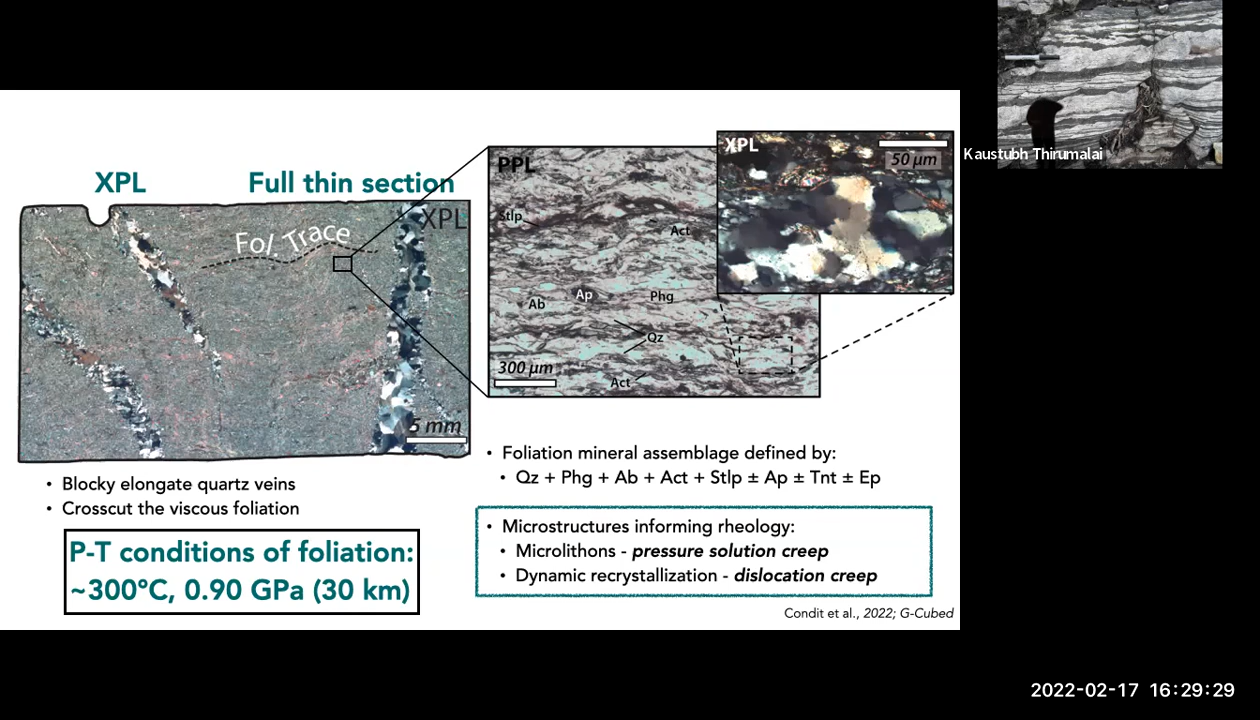 XPL
Full thin section
XPL
Fol Trace
5 mm
PPL
Stlp
Act
Ab
Ap
Phg
Qz
Act
300 µm
XPL
50 µm
Kaustubh Thirumalai
• Blocky elongate quartz veins
• Crosscut the viscous foliation
P-T conditions of foliation:
~300°C, 0.90 GPa (30 km)
• Foliation mineral assemblage defined by:
• Qz + Phg + Ab + Act + Stlp ± Ap ± Tnt ± Ep
• Microstructures informing rheology:
• Microlithons - pressure solution creep
• Dynamic recrystallization - dislocation creep
Condit et al., 2022; G-Cubed
2022-02-17 16:29:29